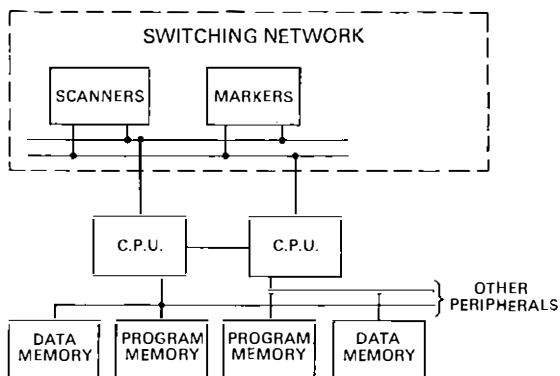 SWITCHING NETWORK
SCANNERS
MARKERS
C.P.U.
C.P.U.
OTHER
PERIPHERALS
DATA
MEMORY
PROGRAM
MEMORY
PROGRAM
MEMORY
DATA
MEMORY